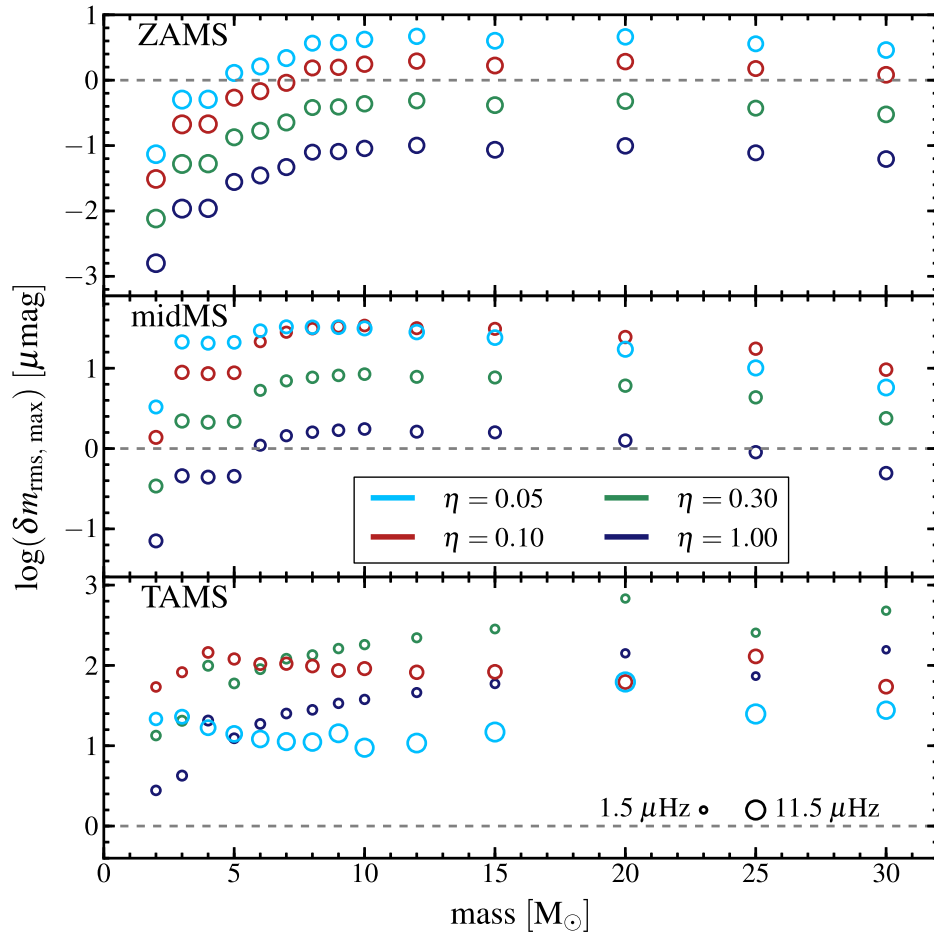 ZAMS
1
0
−1
−2
−3
midMS
1
0
−1
η = 0.05
η = 0.30
η = 0.10
η = 1.00
TAMS
3
2
1
0
1.5 μHz
11.5 μHz
0 5 10 15 20 25 30
mass [M⊙]
log(δm_rms, max) [μmag]